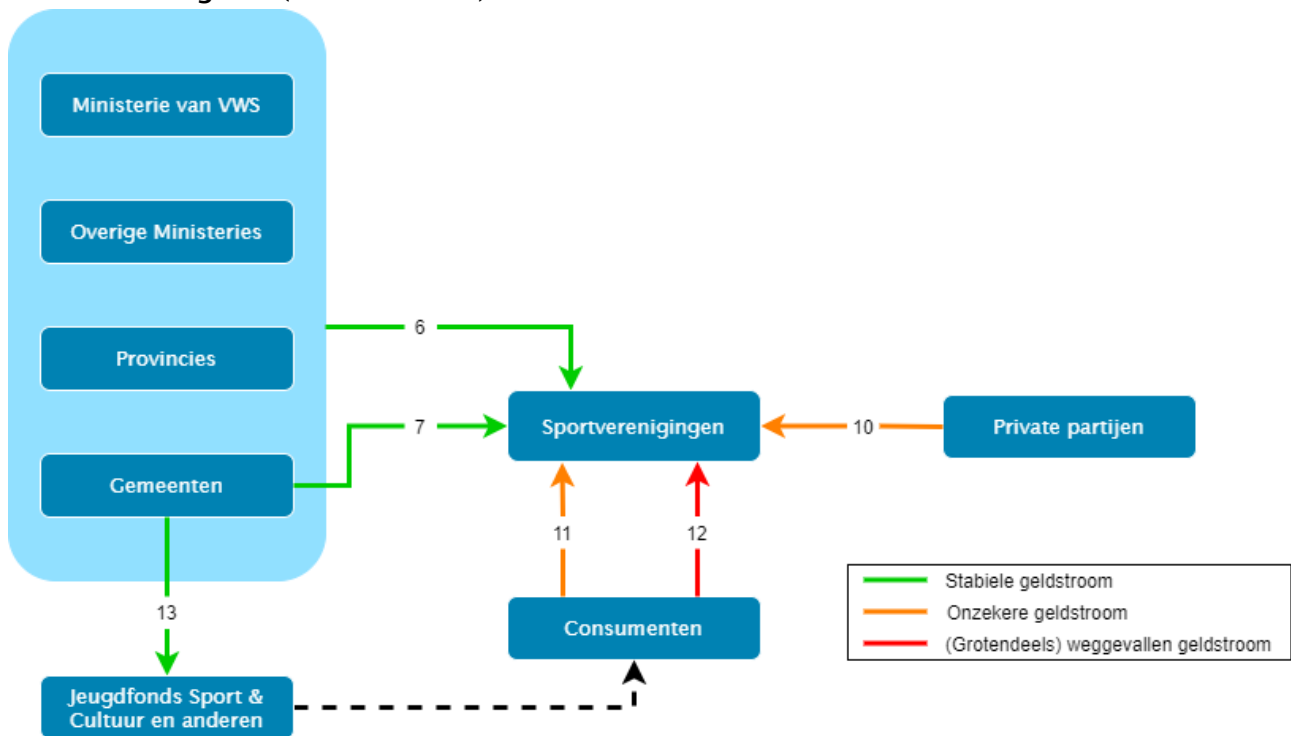 Ministerie van VWS
Overige Ministeries
Provincies
Gemeenten
6
7
Sportverenigingen
10
Private partijen
11
12
13
Consumenten
Jeugdfonds Sport &
Cultuur en anderen
Stabiele geldstroom
Onzekere geldstroom
(Grotendeels) weggevallen geldstroom